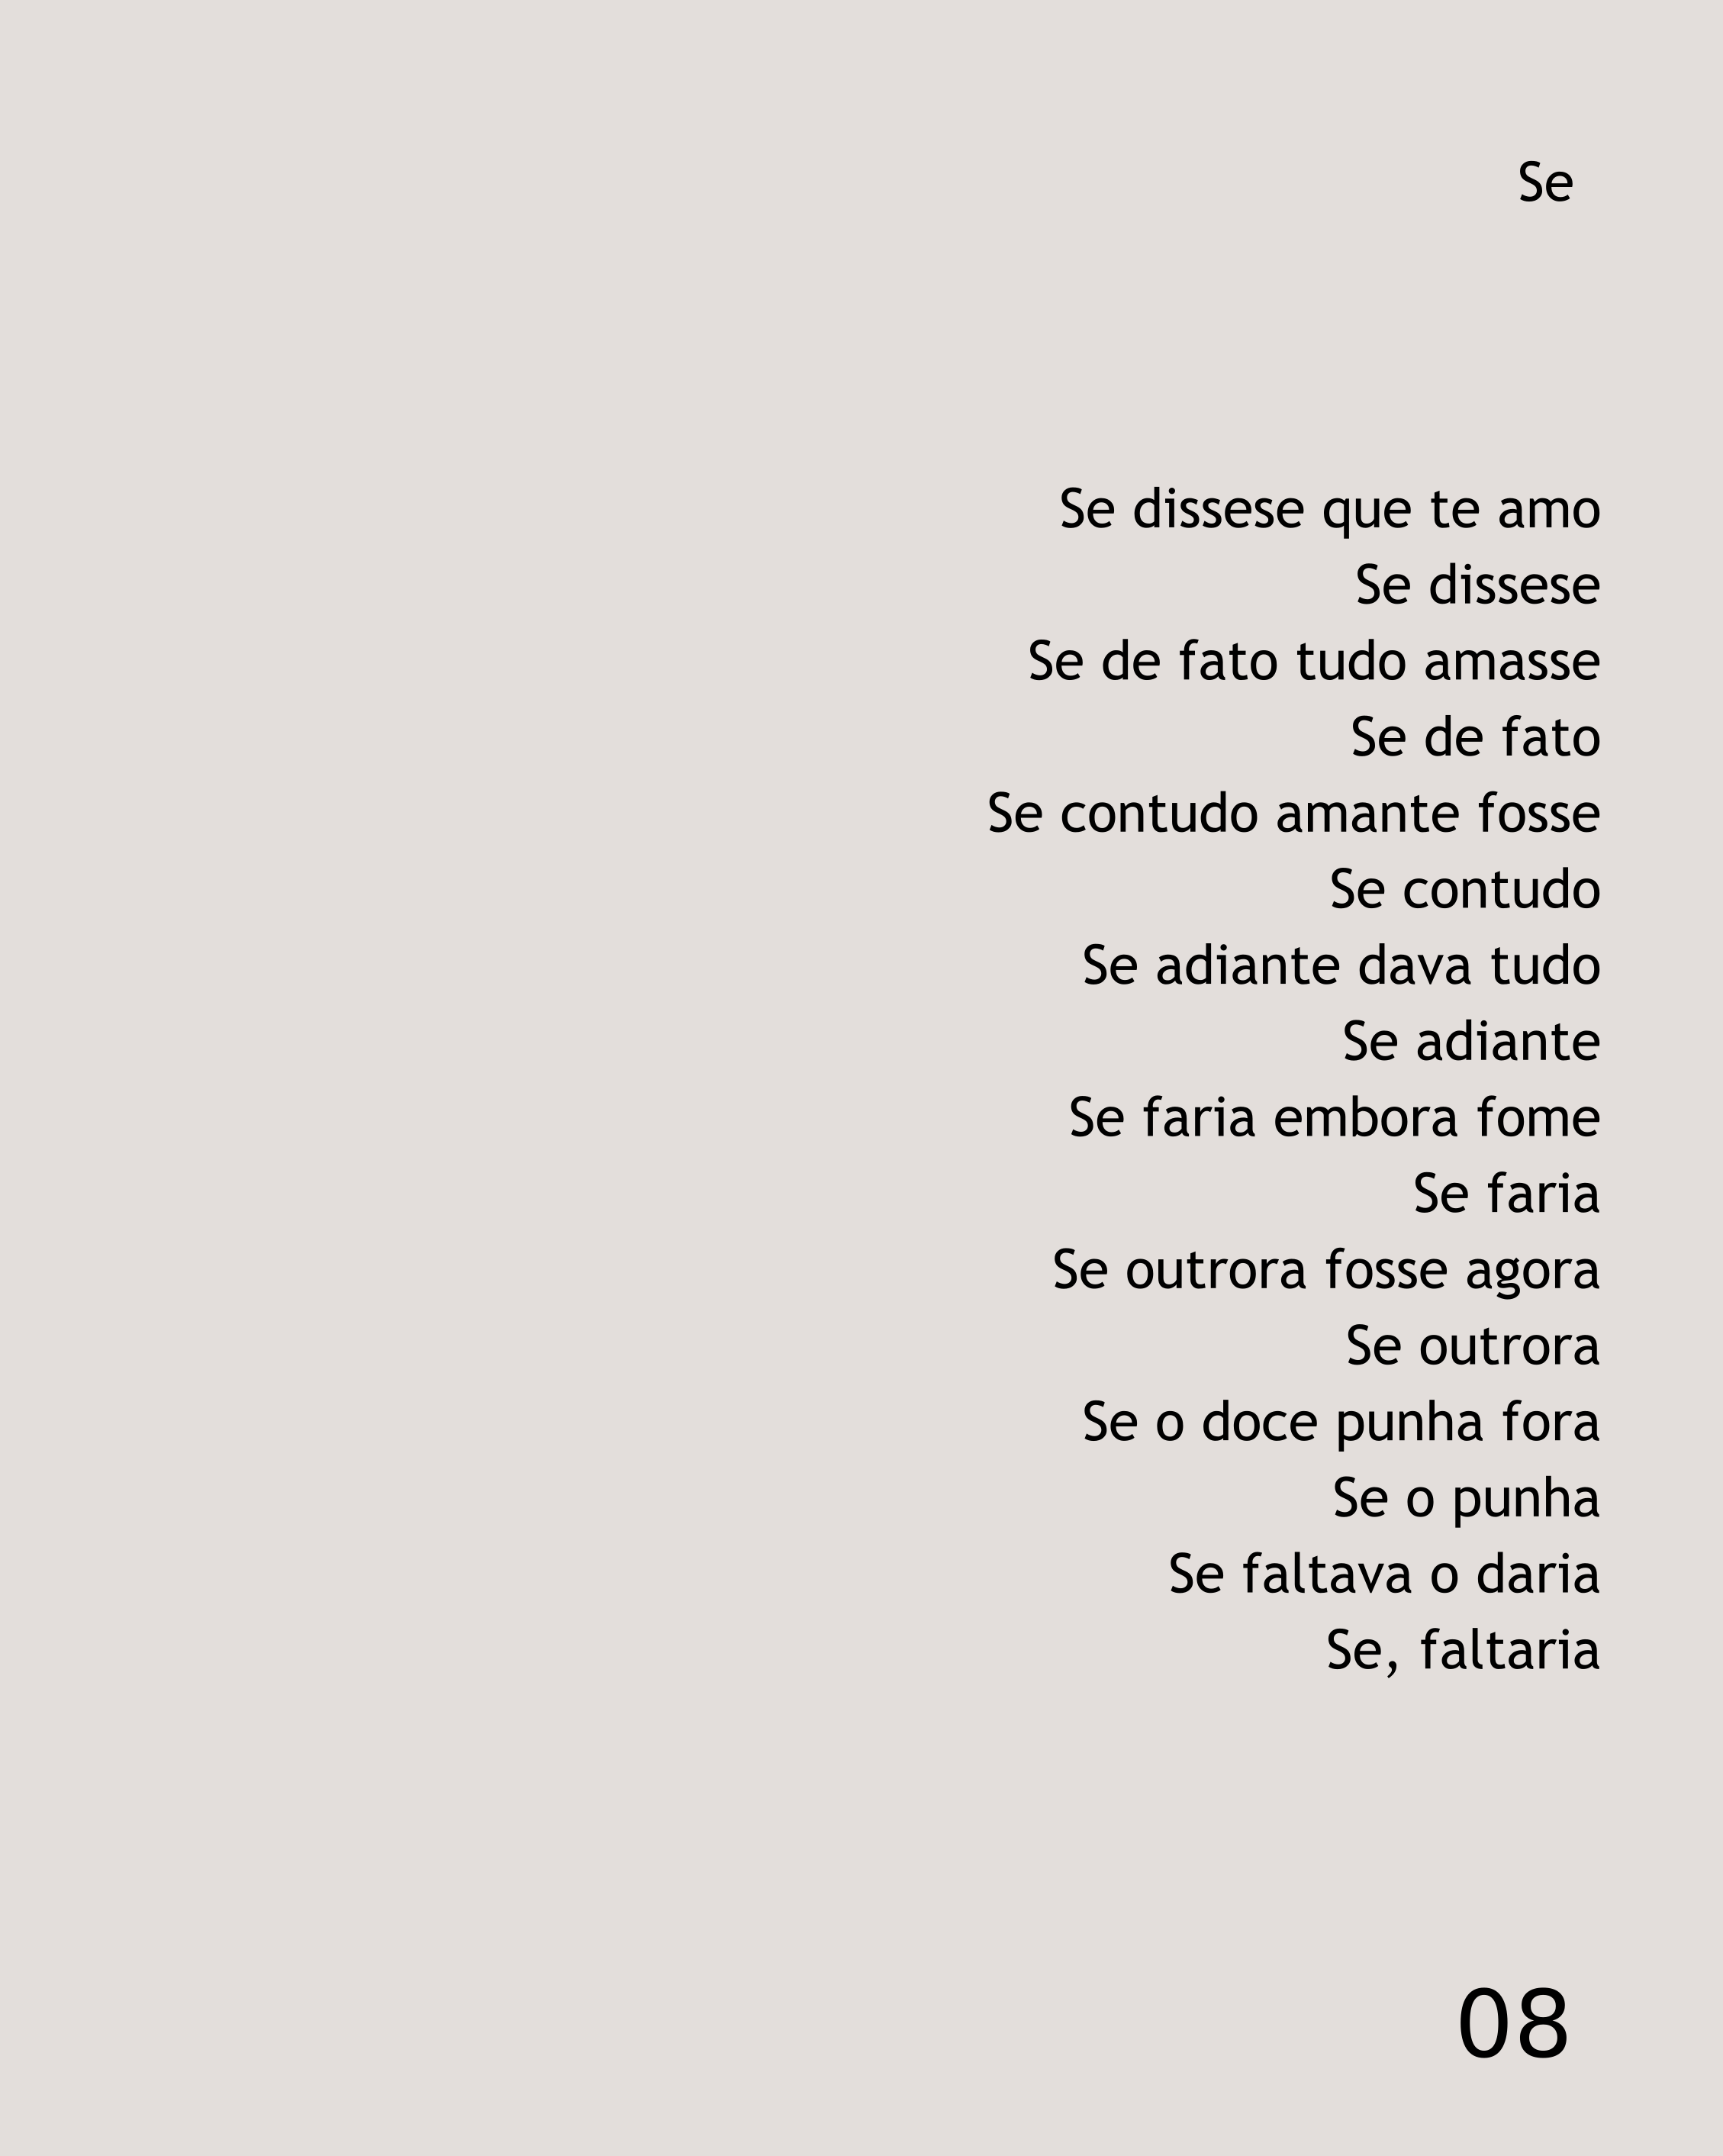 Se
Se dissese que te amo
Se dissese
Se de fato tudo amasse
Se de fato
Se contudo amante fosse
Se contudo
Se adiante dava tudo
Se adiante
Se faria embora fome
Se faria
Se outrora fosse agora
Se outrora
Se o doce punha fora
Se o punha
Se faltava o daria
Se, faltaria
08